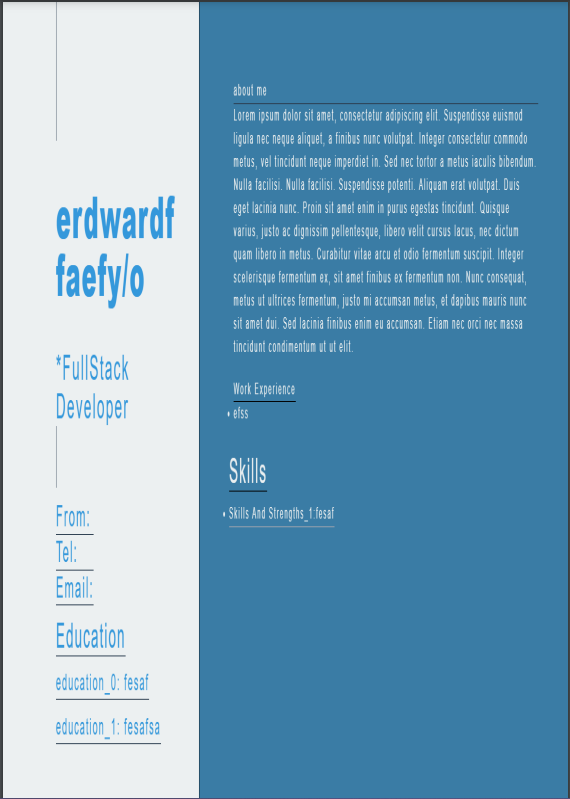 erdwardf
faefy/o
*FullStack
Developer
From:
Tel:
Email:
Education
education_0: fesaf
education_1: fesafsa
about me
Lorem ipsum dolor sit amet, consectetur adipiscing elit. Suspendisse euismod
ligula nec neque aliquet, a finibus nunc volutpat. Integer consectetur commodo
metus, vel tincidunt neque imperdiet in. Sed nec tortor a metus iaculis bibendum.
Nulla facilisi. Nulla facilisi. Suspendisse potenti. Aliquam erat volutpat. Duis
eget lacinia nunc. Proin sit amet enim in purus egestas tincidunt. Quisque
varius, justo ac dignissim pellentesque, libero velit cursus lacus, nec dictum
quam libero in metus. Curabitur vitae arcu et odio fermentum suscipit. Integer
scelerisque fermentum ex, sit amet finibus ex fermentum non. Nunc consequat,
metus ut ultrices fermentum, justo mi accumsan metus, et dapibus mauris nunc
sit amet dui. Sed lacinia finibus enim eu accumsan. Etiam nec orci nec massa
tincidunt condimentum ut ut elit.
Work Experience
• efss
Skills
• Skills And Strengths_1:fesaf